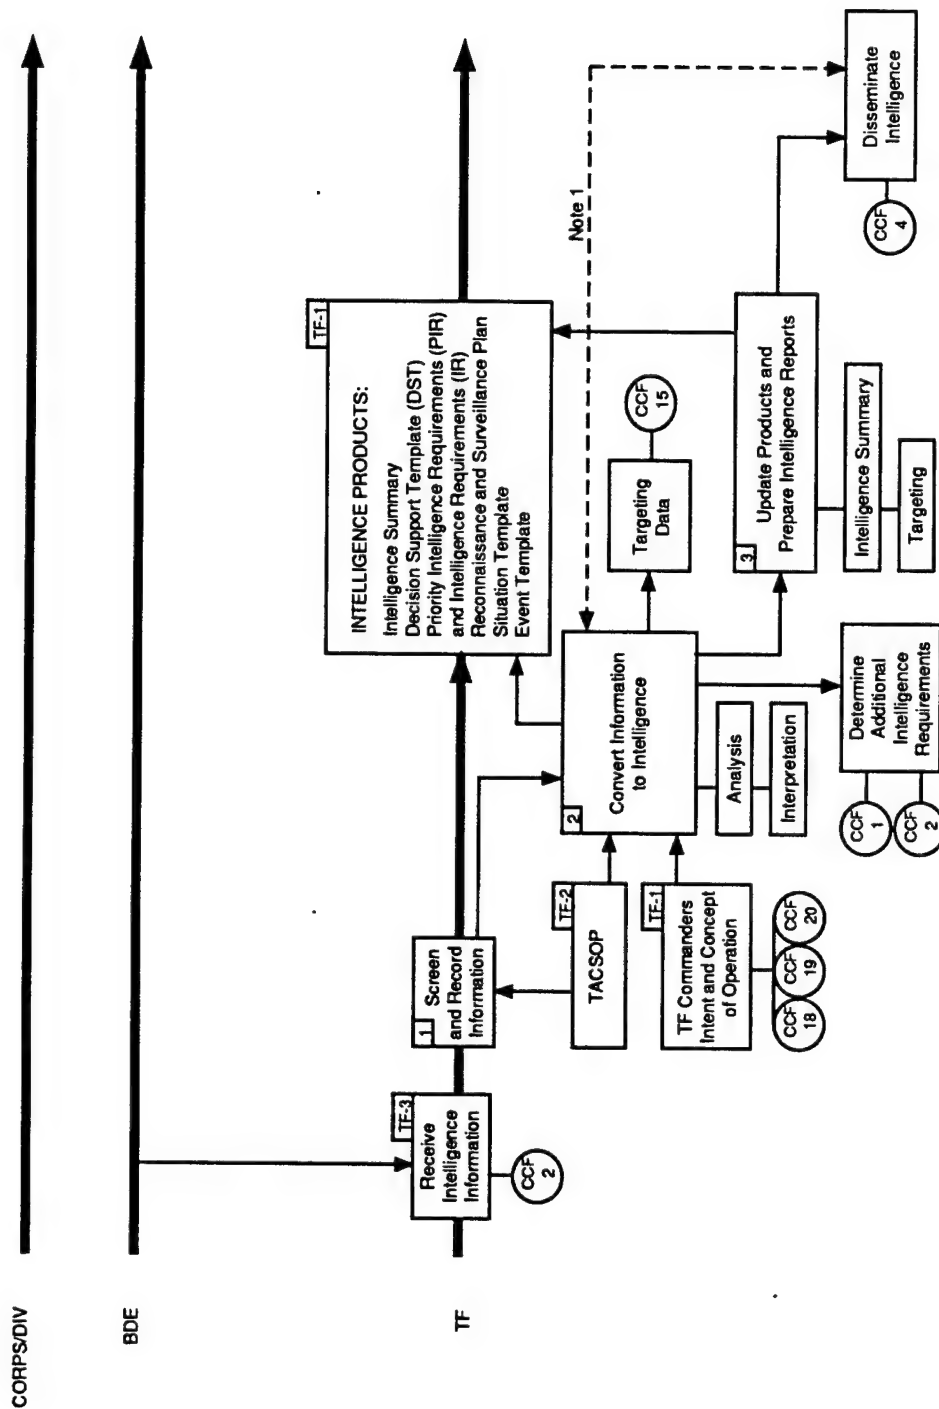 CORPS/DIV
BDE
TF
TF-3
Receive
Intelligence
Information
CCF
2
1
Screen
and Record
Information
TF-2
TACSOP
TF-1
TF Commanders
Intent and Concept
of Operation
CCF
18
CCF
19
CCF
20
2
Convert Information
to Intelligence
Analysis
Interpretation
TF-1
INTELLIGENCE PRODUCTS:
Intelligence Summary
Decision Support Template (DST)
Priority Intelligence Requirements (PIR)
and Intelligence Requirements (IR)
Reconnaissance and Surveillance Plan
Situation Template
Event Template
Note 1
Targeting
Data
CCF
15
Determine
Additional
Intelligence
Requirements
CCF
1
CCF
2
3
Update Products and
Prepare Intelligence Reports
Intelligence Summary
Targeting
Disseminate
Intelligence
CCF
4